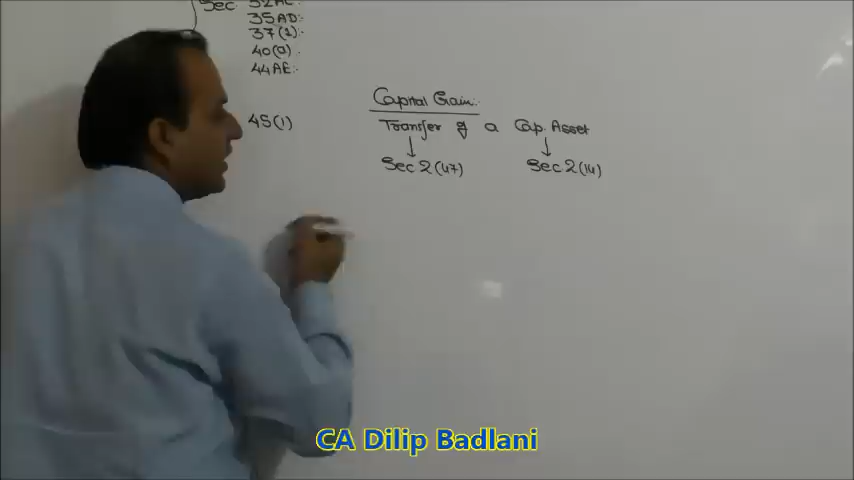 Sec 32AC:
35AD:-
37(1):-
40(a):-
44AE:-
45(1)
Capital Gain:-
Transfer of a Cap. Asset
Sec 2(47) Sec 2(14)
CA Dilip Badlani